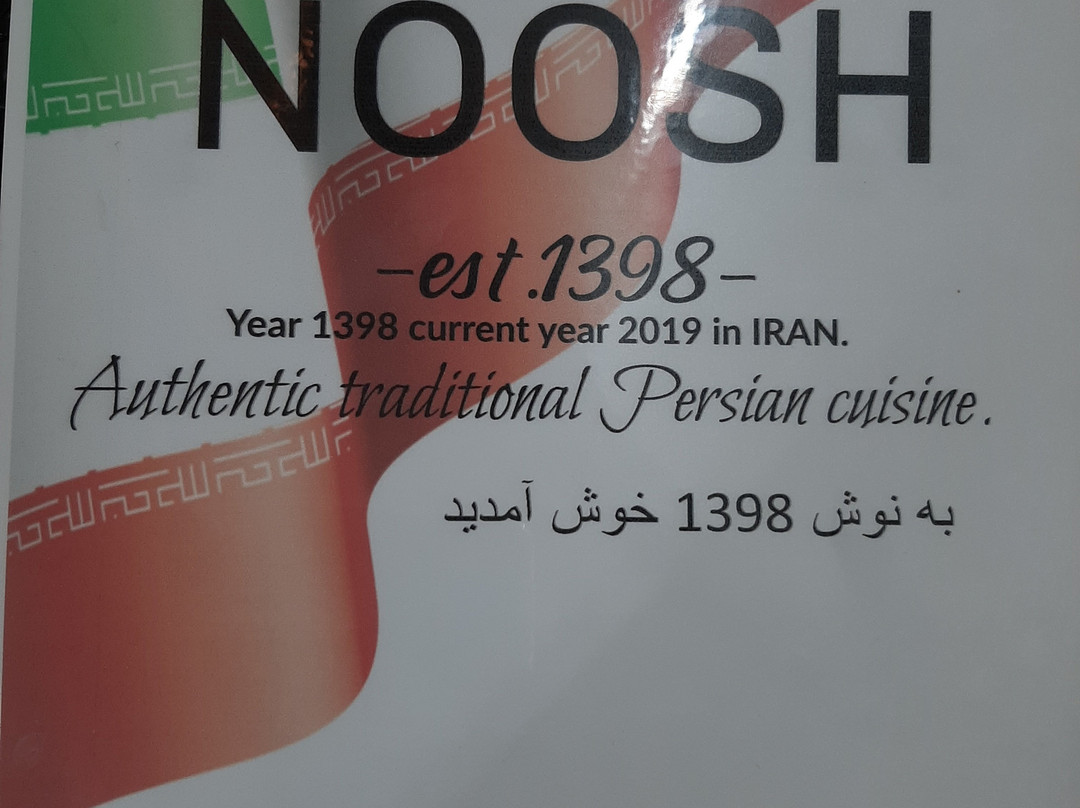 NOOSH
-est.1398-
Year 1398 current year 2019 in IRAN.
Authentic traditional Persian cuisine.
به نوش 1398 خوش آمدید